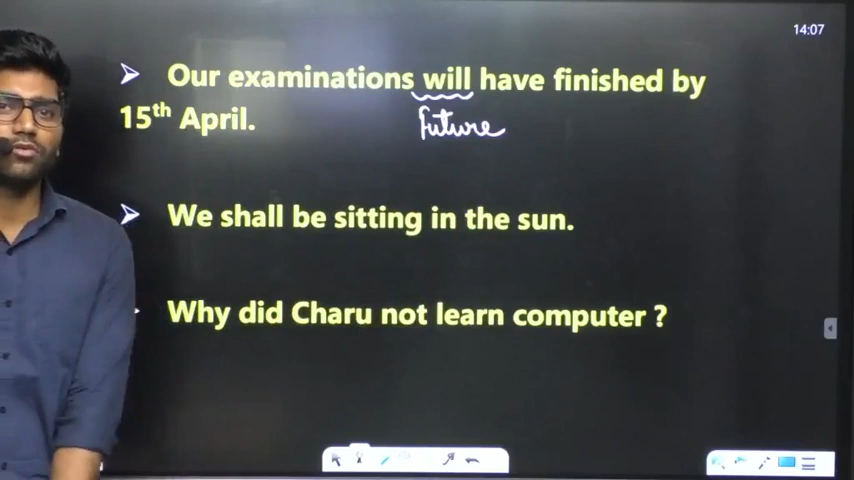 14:07
➢ Our examinations will have finished by
15th April.
future
➢ We shall be sitting in the sun.
Why did Charu not learn computer ?